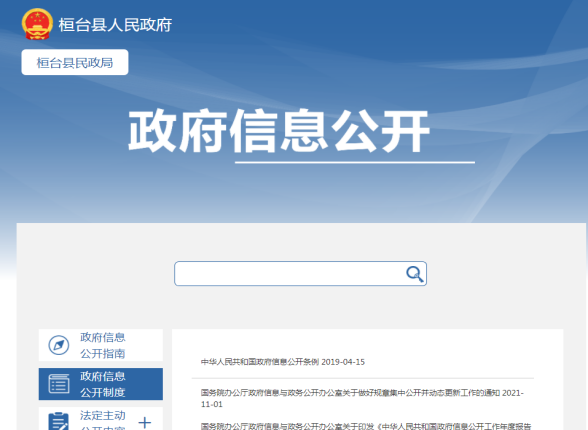 桓台县人民政府
桓台县民政局
政府信息公开
政府信息
公开指南
中华人民共和国政府信息公开条例 2019-04-15
政府信息
公开制度
国务院办公厅政府信息与政务公开办公室关于做好规章集中公开并动态更新工作的通知 2021-
11-01
法定主动
公开内容
国务院办公厅政府信息与政务公开办公室关于印发《中华人民共和国政府信息公开工作年度报告